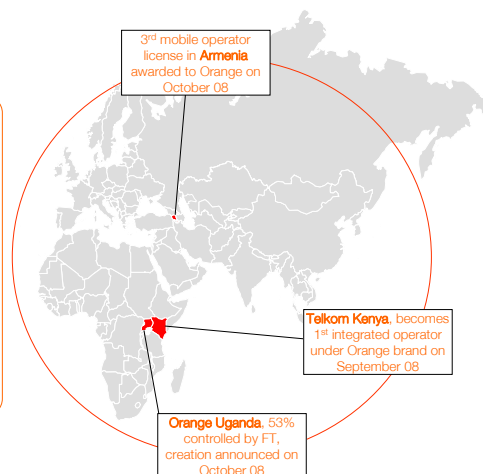 3rd mobile operator
license in Armenia
awarded to Orange on
October 08
Telkom Kenya, becomes
1st integrated operator
under Orange brand on
September 08
Orange Uganda, 53%
controlled by FT,
creation announced on
October 08